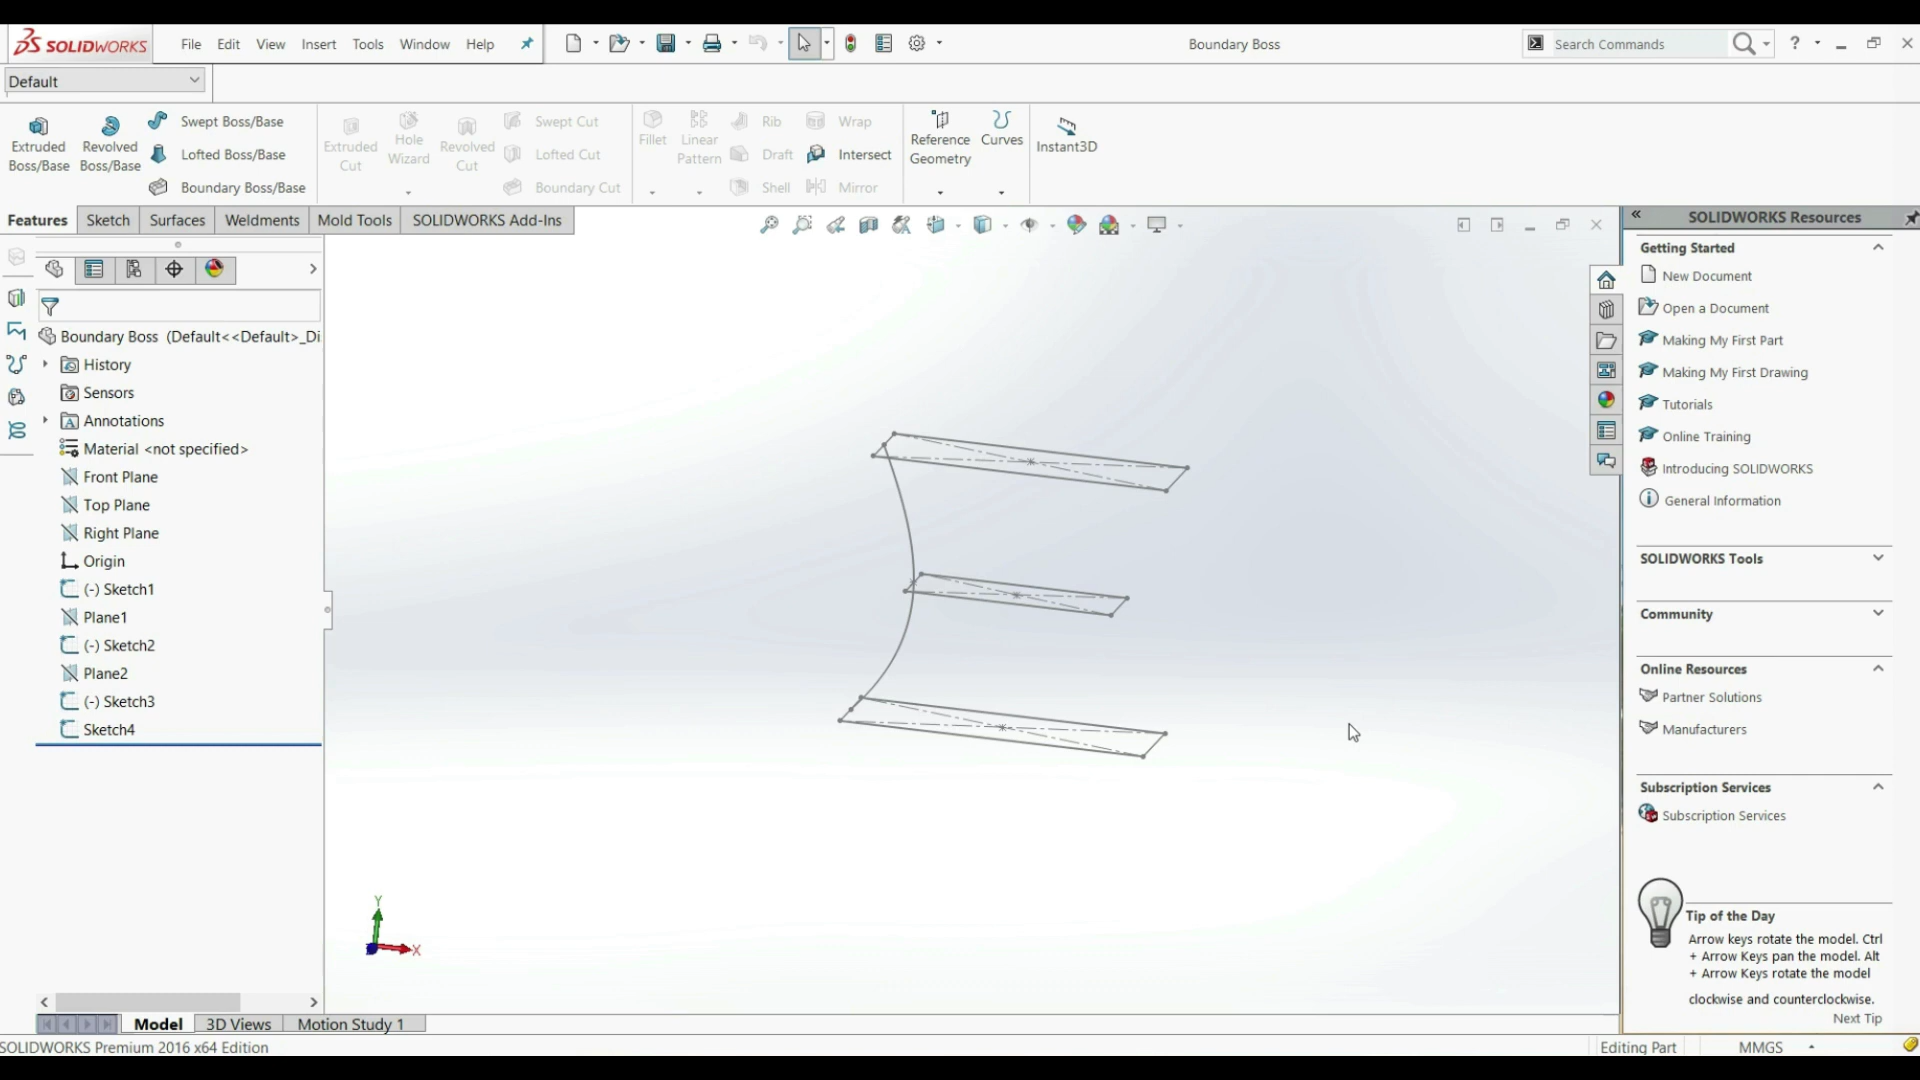 SOLIDWORKS File Edit View Insert Tools Window Help Boundary Boss Search Commands ?
Default
Extruded Boss/Base
Revolved Boss/Base
Swept Boss/Base
Lofted Boss/Base
Boundary Boss/Base
Extruded Cut
Hole Wizard
Revolved Cut
Swept Cut
Lofted Cut
Boundary Cut
Fillet
Linear Pattern
Rib
Draft
Shell
Wrap
Intersect
Mirror
Reference Geometry
Curves
Instant3D
Features Sketch Surfaces Weldments Mold Tools SOLIDWORKS Add-Ins
Boundary Boss (Default<<Default>_Di
History
Sensors
Annotations
Material <not specified>
Front Plane
Top Plane
Right Plane
Origin
(-) Sketch1
Plane1
(-) Sketch2
Plane2
(-) Sketch3
Sketch4
Y
X
SOLIDWORKS Resources
Getting Started
New Document
Open a Document
Making My First Part
Making My First Drawing
Tutorials
Online Training
Introducing SOLIDWORKS
General Information
SOLIDWORKS Tools
Community
Online Resources
Partner Solutions
Manufacturers
Subscription Services
Subscription Services
Tip of the Day
Arrow keys rotate the model. Ctrl
+ Arrow Keys pan the model. Alt
+ Arrow Keys rotate the model
clockwise and counterclockwise.
Next Tip
Model 3D Views Motion Study 1
SOLIDWORKS Premium 2016 x64 Edition Editing Part MMGS